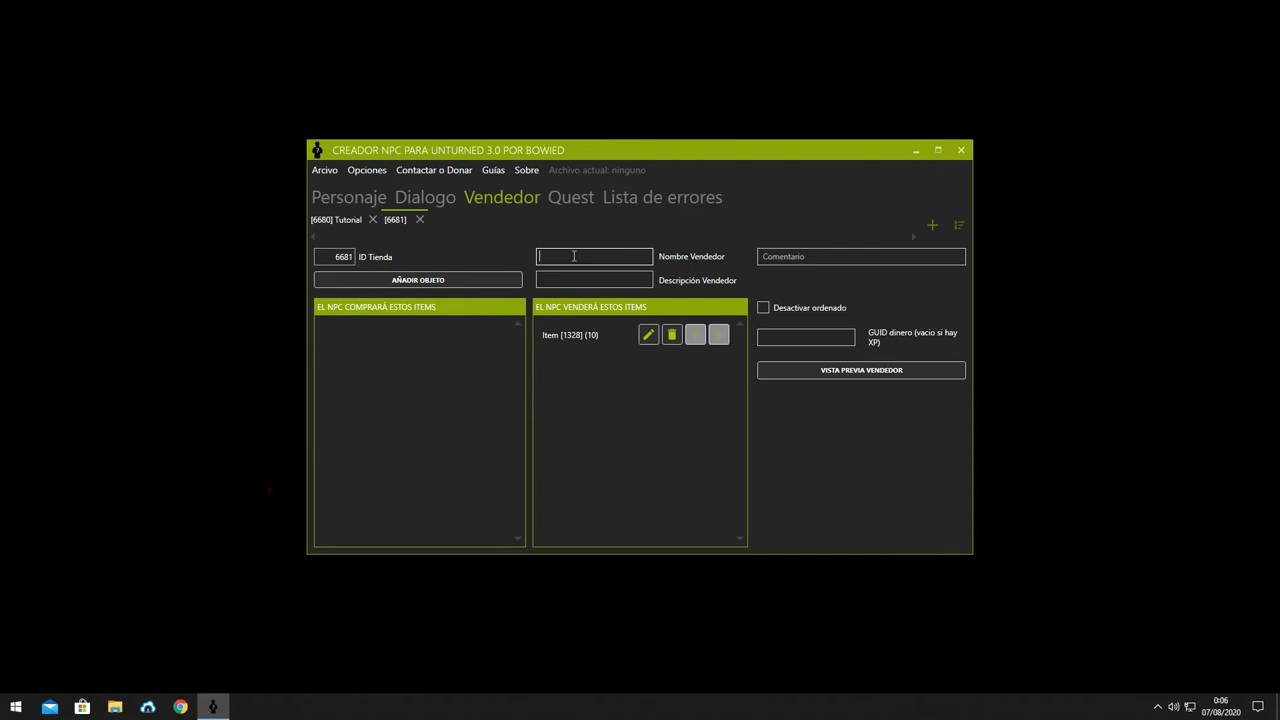 CREADOR NPC PARA UNTURNED 3.0 POR BOWIED
Arcivo Opciones Contactar o Donar Guías Sobre Archivo actual: ninguno
Personaje Dialogo Vendedor Quest Lista de errores
[6680] Tutorial [6681]
6681 ID Tienda Nombre Vendedor Comentario
AÑADIR OBJETO Descripción Vendedor
EL NPC COMPRARÁ ESTOS ITEMS EL NPC VENDERÁ ESTOS ITEMS Desactivar ordenado
Item [1328] (10) GUID dinero (vacio si hay
XP)
VISTA PREVIA VENDEDOR
0:06
07/08/2020